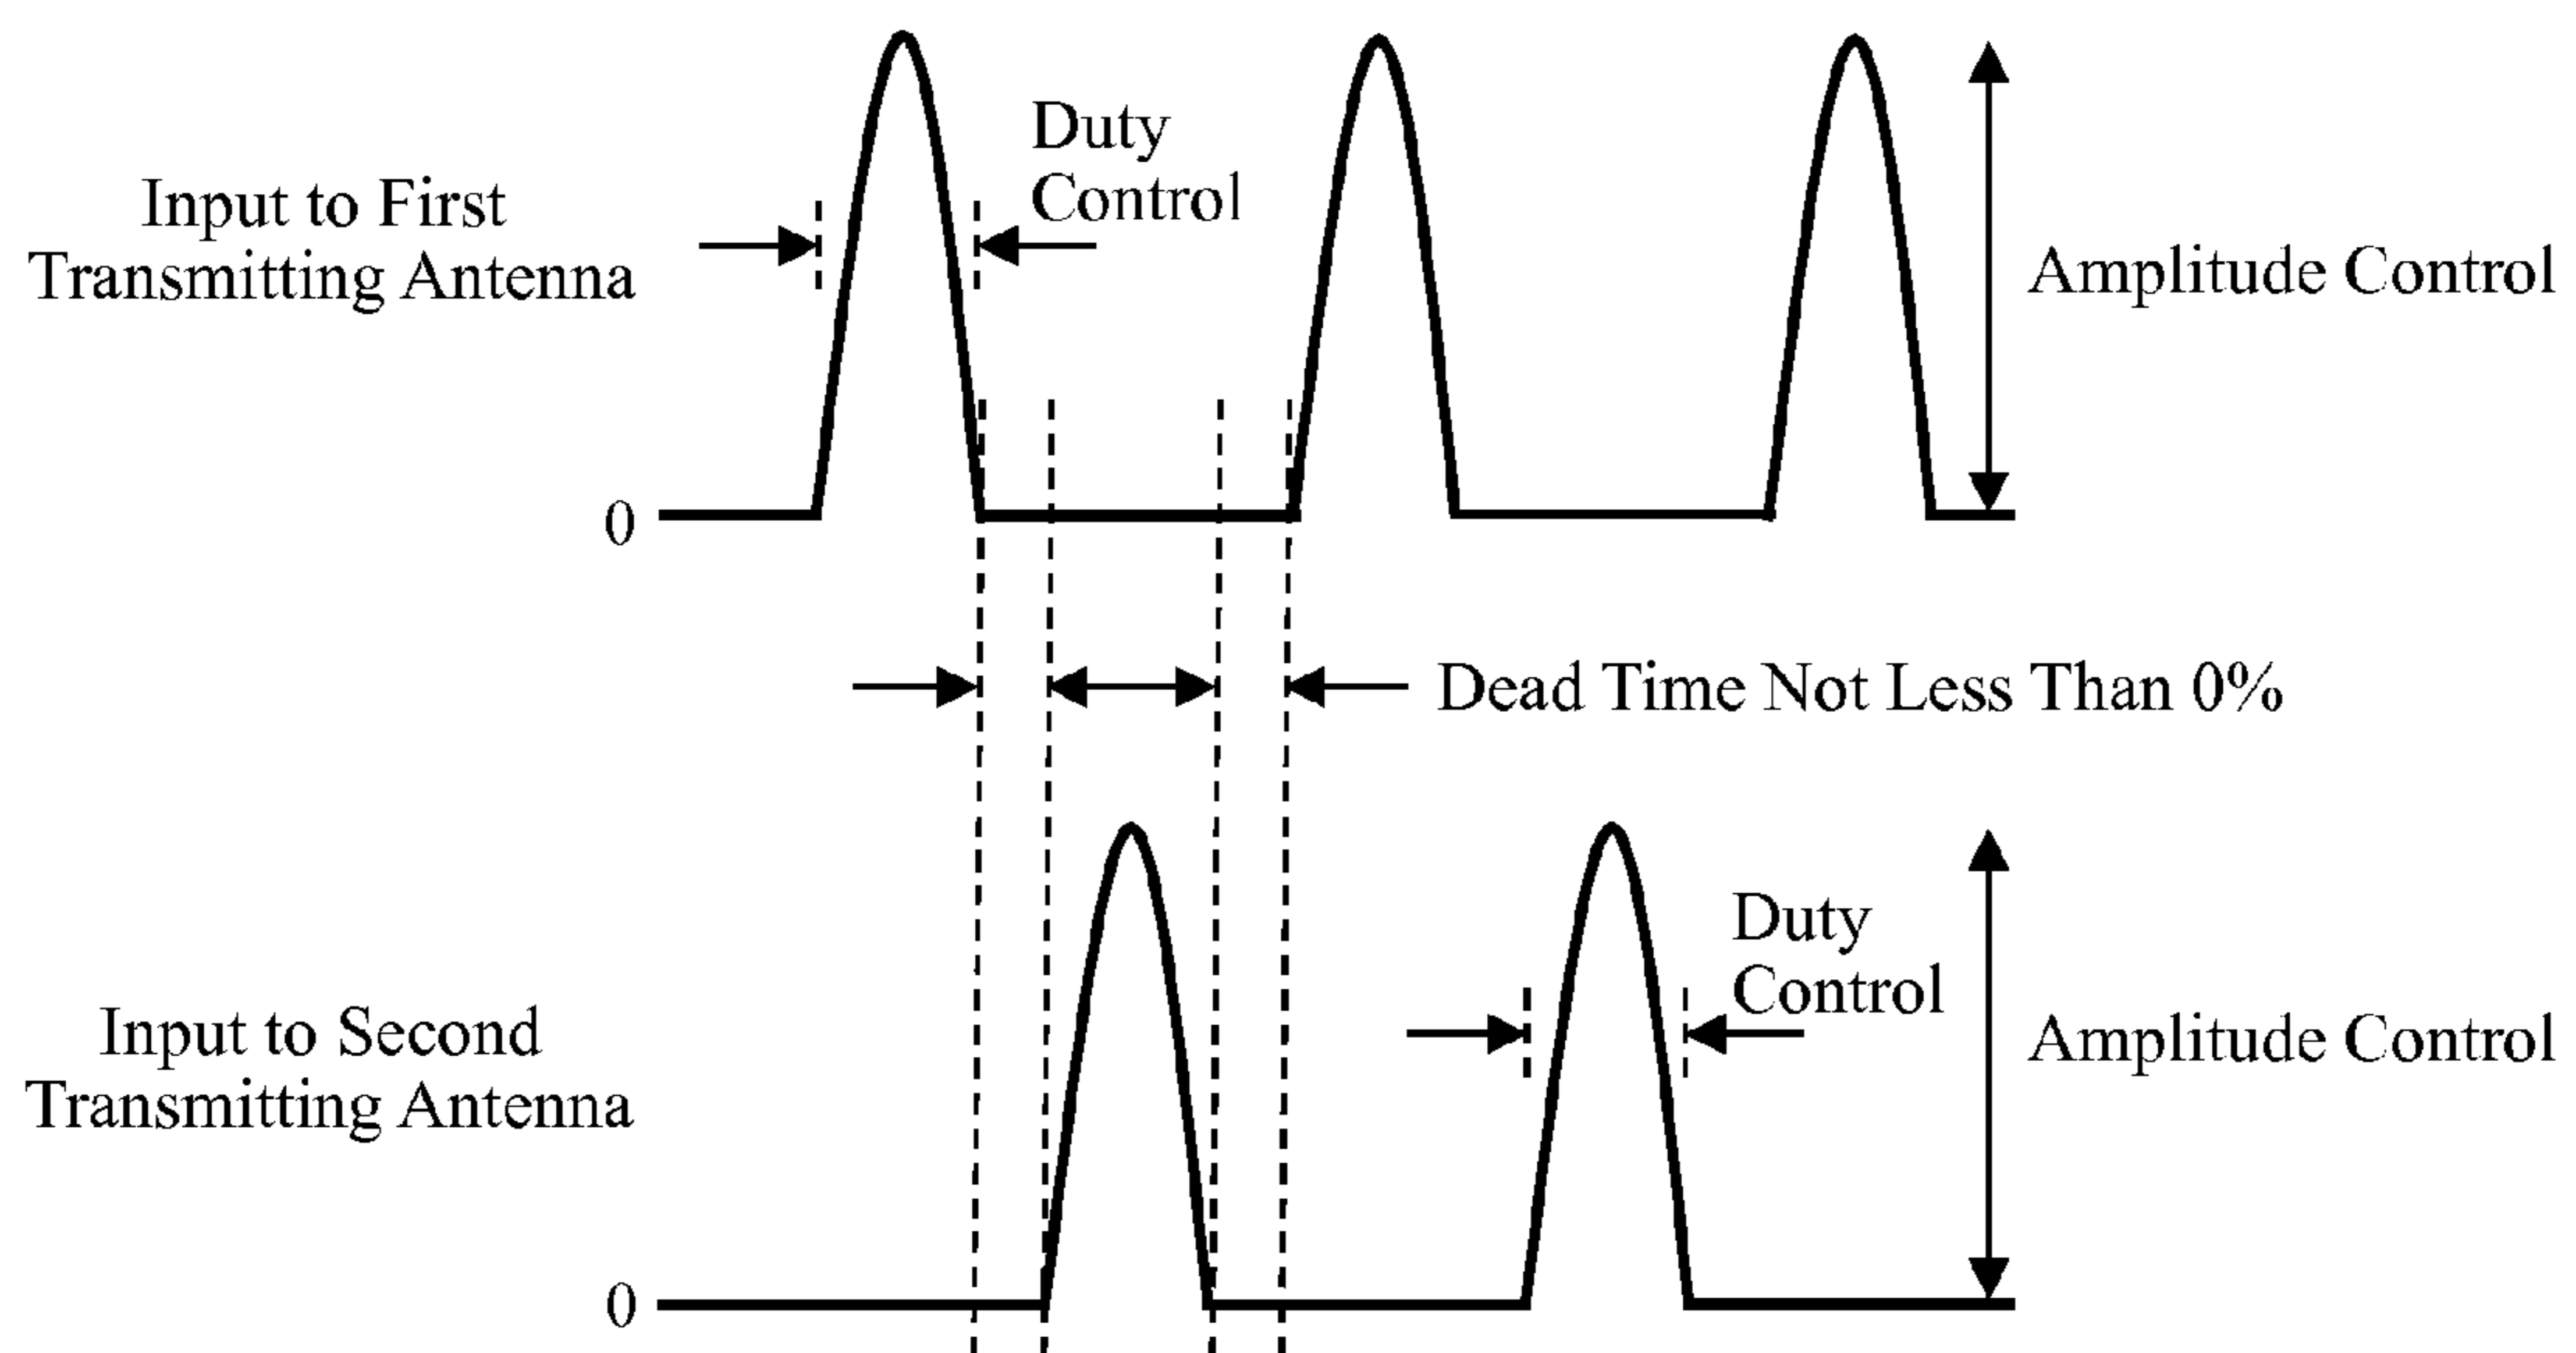 Duty
Control
Input to First
Transmitting Antenna
Amplitude Control
0
Dead Time Not Less Than 0%
Duty
Control
Input to Second
Transmitting Antenna
Amplitude Control
0